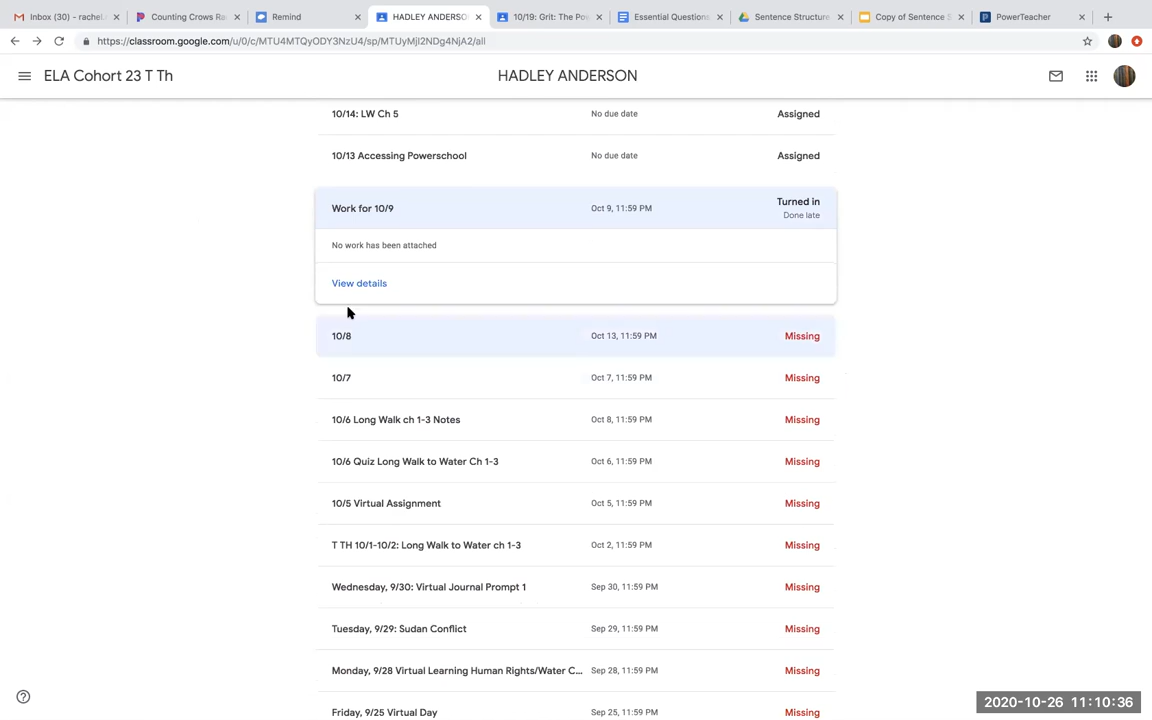 Inbox (30) - rachel.
Counting Crows Ra
Remind
HADLEY ANDERSO
10/19: Grit: The Pow
Essential Question
Sentence Structure
Copy of Sentence S
PowerTeacher
https://classroom.google.com/u/0/c/MTU4MTQyODY3NzU4/sp/MTUyMjI2NDg4NjA2/all
ELA Cohort 23 T Th
HADLEY ANDERSON
10/14: LW Ch 5 No due date Assigned
10/13 Accessing Powerschool No due date Assigned
Work for 10/9 Oct 9, 11:59 PM Turned in
Done late
No work has been attached
View details
10/8 Oct 13, 11:59 PM Missing
10/7 Oct 7, 11:59 PM Missing
10/6 Long Walk ch 1-3 Notes Oct 8, 11:59 PM Missing
10/6 Quiz Long Walk to Water Ch 1-3 Oct 6, 11:59 PM Missing
10/5 Virtual Assignment Oct 5, 11:59 PM Missing
T TH 10/1-10/2: Long Walk to Water ch 1-3 Oct 2, 11:59 PM Missing
Wednesday, 9/30: Virtual Journal Prompt 1 Sep 30, 11:59 PM Missing
Tuesday, 9/29: Sudan Conflict Sep 29, 11:59 PM Missing
Monday, 9/28 Virtual Learning Human Rights/Water C... Sep 28, 11:59 PM Missing
Friday, 9/25 Virtual Day Sep 25, 11:59 PM Missing
2020-10-26 11:10:36